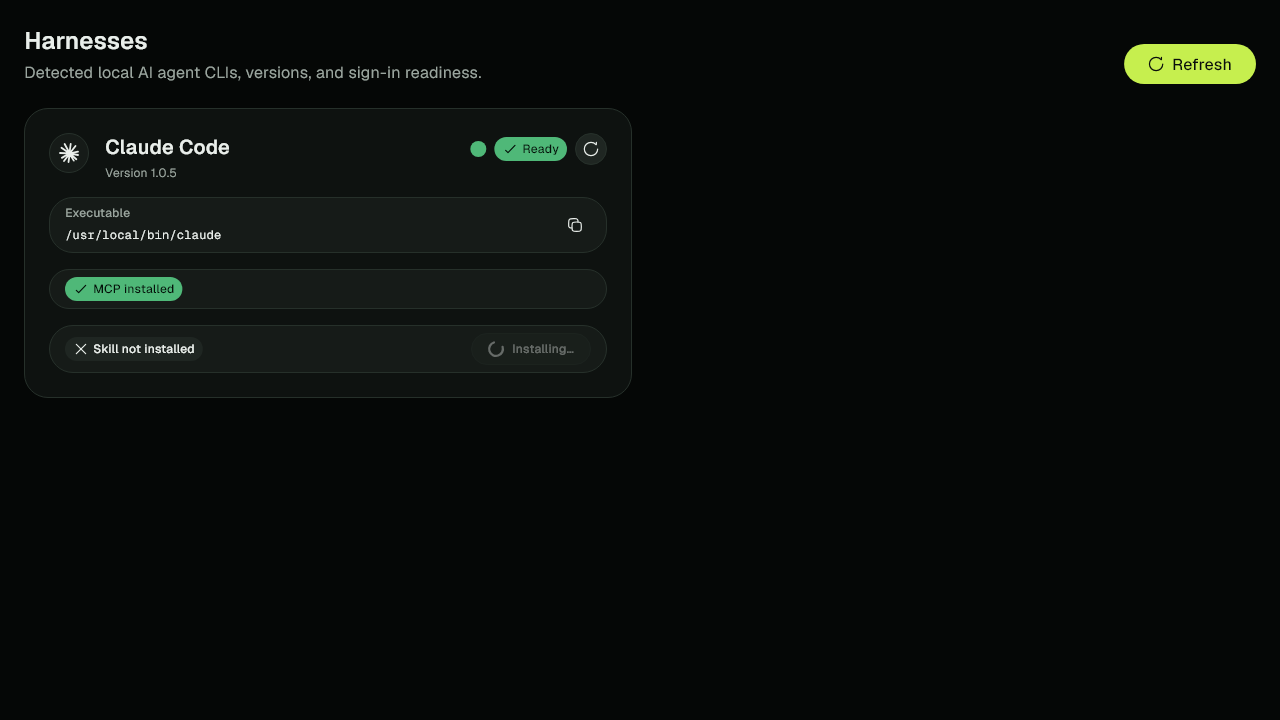 Harnesses
Detected local AI agent CLIs, versions, and sign-in readiness.
Refresh
Claude Code
Version 1.0.5
Ready
Executable
/usr/local/bin/claude
MCP installed
Skill not installed
Installing…